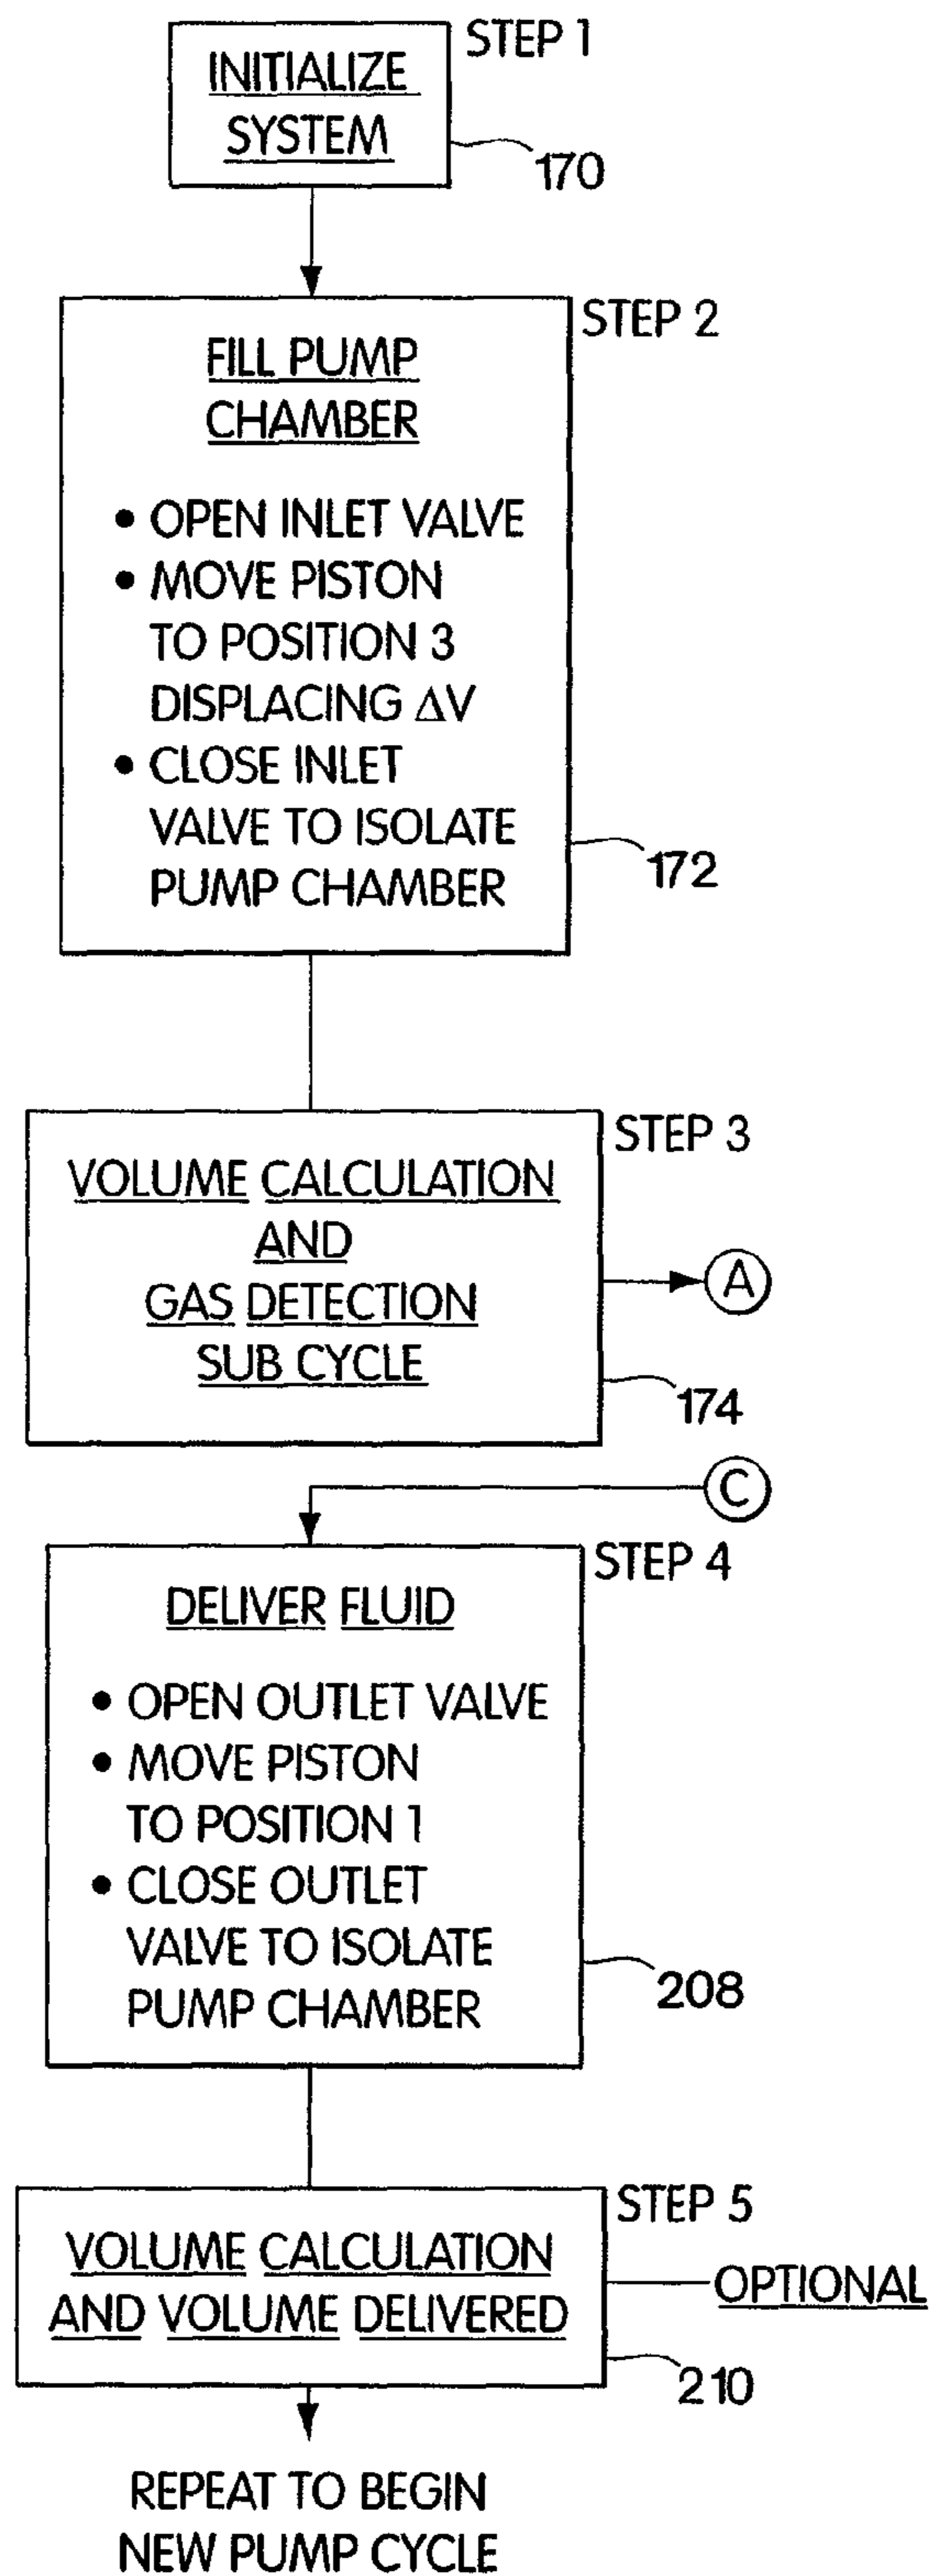 STEP 1
INITIALIZE
SYSTEM
170
STEP 2
FILL PUMP
CHAMBER
• OPEN INLET VALVE
• MOVE PISTON
TO POSITION 3
DISPLACING ΔV
• CLOSE INLET
VALVE TO ISOLATE
PUMP CHAMBER
172
STEP 3
VOLUME CALCULATION
AND
GAS DETECTION
SUB CYCLE
A
174
C
STEP 4
DELIVER FLUID
• OPEN OUTLET VALVE
• MOVE PISTON
TO POSITION 1
• CLOSE OUTLET
VALVE TO ISOLATE
PUMP CHAMBER
208
STEP 5
VOLUME CALCULATION
AND VOLUME DELIVERED
OPTIONAL
210
REPEAT TO BEGIN
NEW PUMP CYCLE